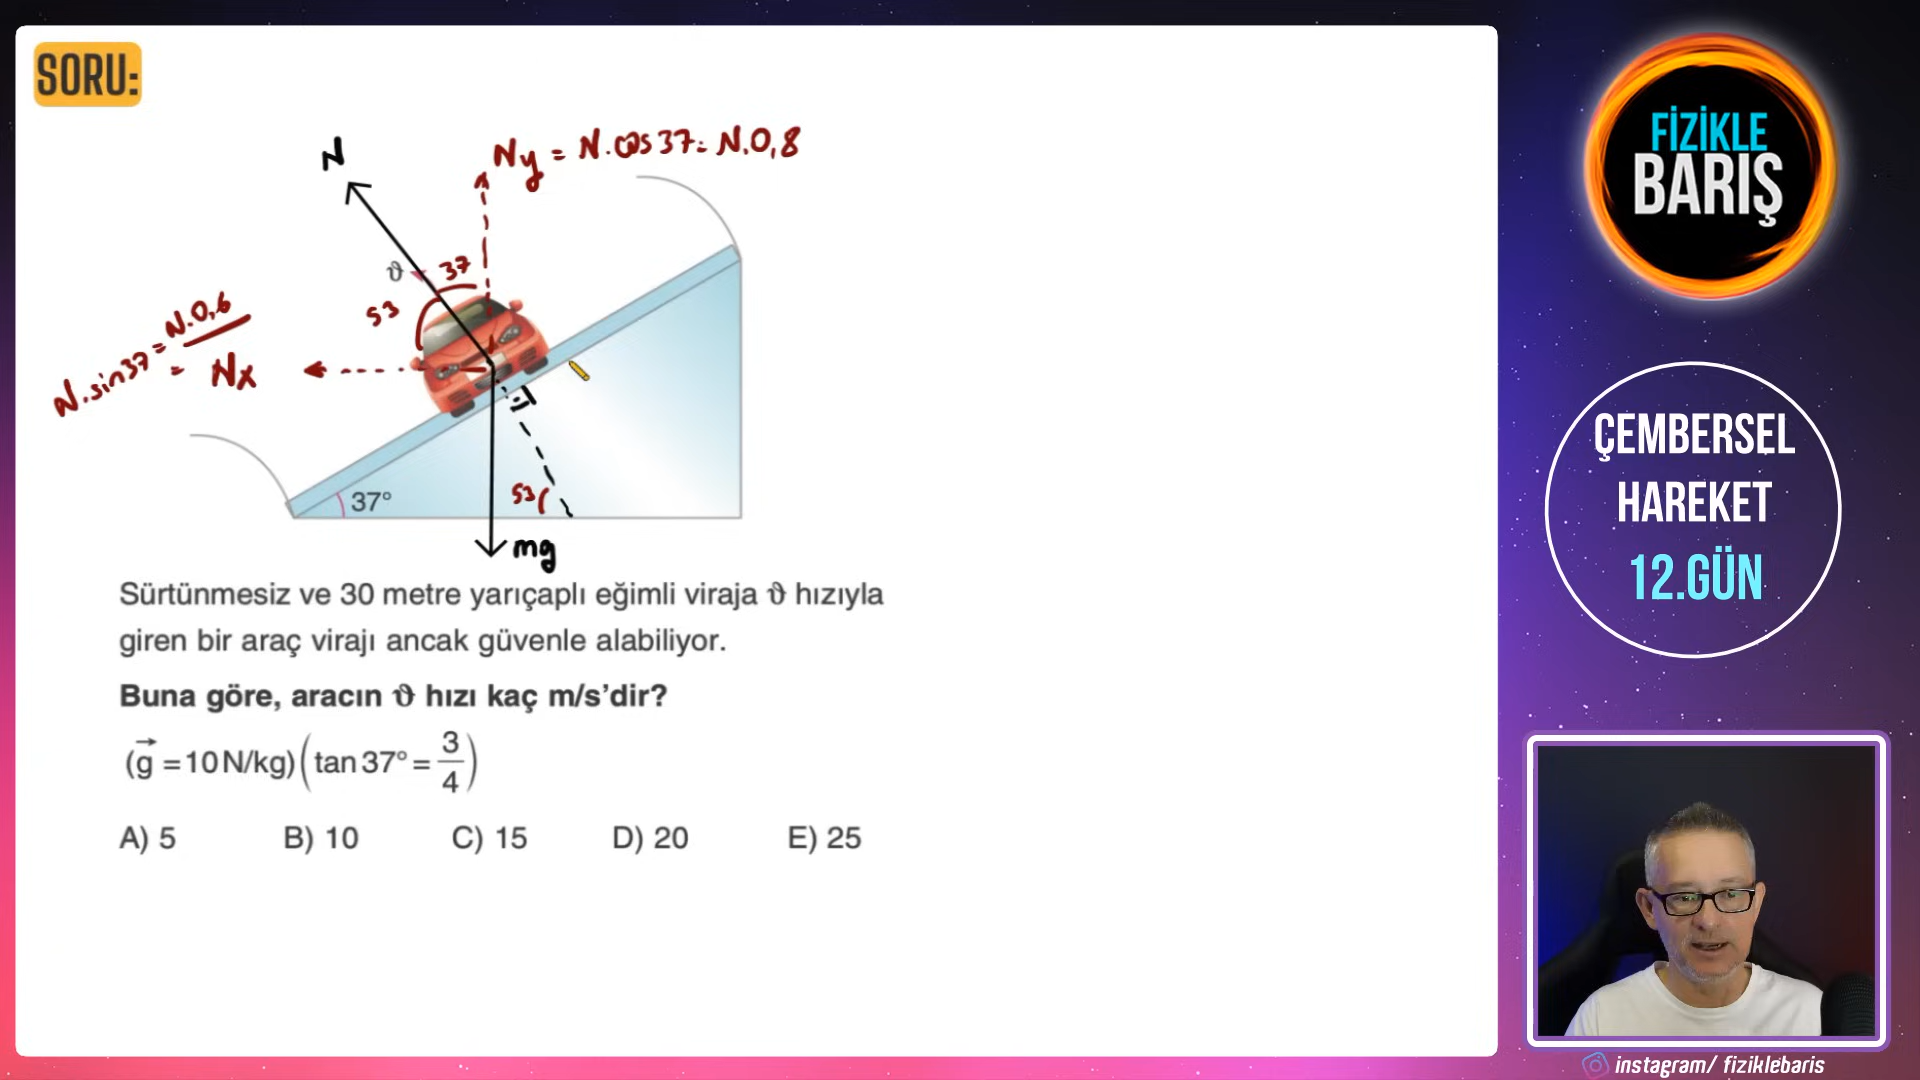 SORU:
N
Ny = N.cos37= N.0,8
ϑ
37
53
N.sin37 = N.0,6
= Nx
53
37°
mg
Sürtünmesiz ve 30 metre yarıçaplı eğimli viraja ϑ hızıyla
giren bir araç virajı ancak güvenle alabiliyor.
Buna göre, aracın ϑ hızı kaç m/s’dir?
(g⃗ = 10 N/kg) (tan 37° = 3/4)
A) 5 B) 10 C) 15 D) 20 E) 25
FİZİKLE
BARIŞ
ÇEMBERSEL
HAREKET
12.GÜN
instagram/ fiziklebaris